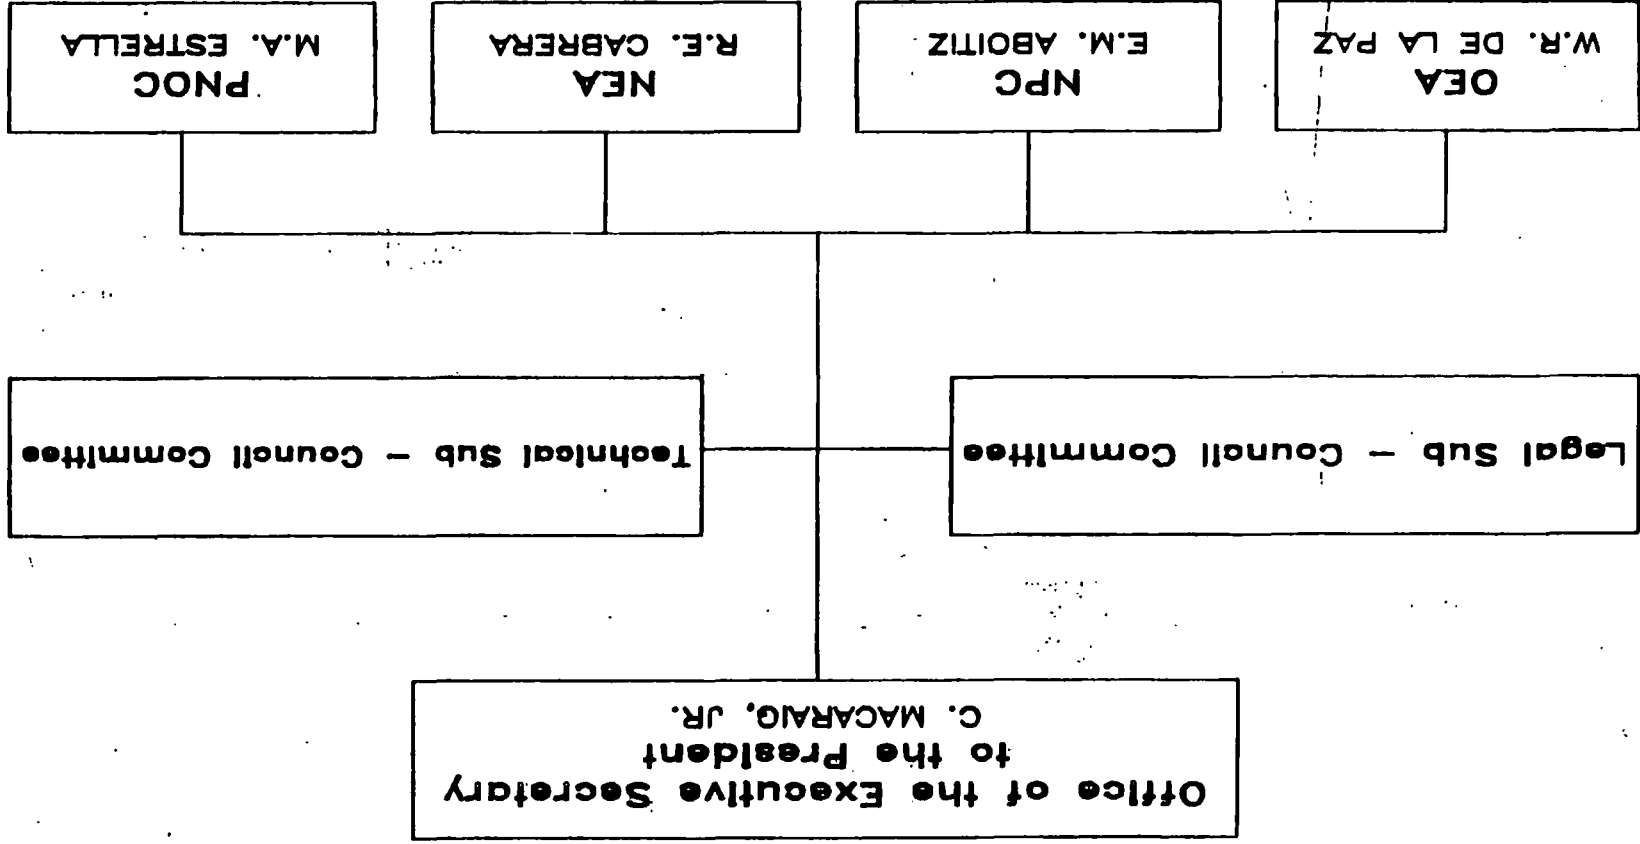 Office of the Executive Secretary
to the President
C. MACARAIG, JR.
Legal Sub - Council Committee
Technical Sub - Council Committee
OEA
W.R. DE LA PAZ
NPC
E.M. ABOITIZ
NEA
R.E. CABRERA
PNOC
M.A. ESTRELLA